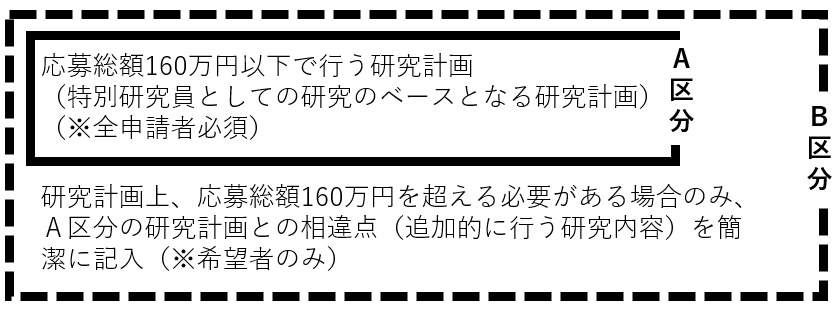 応募総額160万円以下で行う研究計画
（特別研究員としての研究のベースとなる研究計画）
（※全申請者必須）
A区分
B区分
研究計画上、応募総額160万円を超える必要がある場合のみ、
Ａ区分の研究計画との相違点（追加的に行う研究内容）を簡
潔に記入（※希望者のみ）